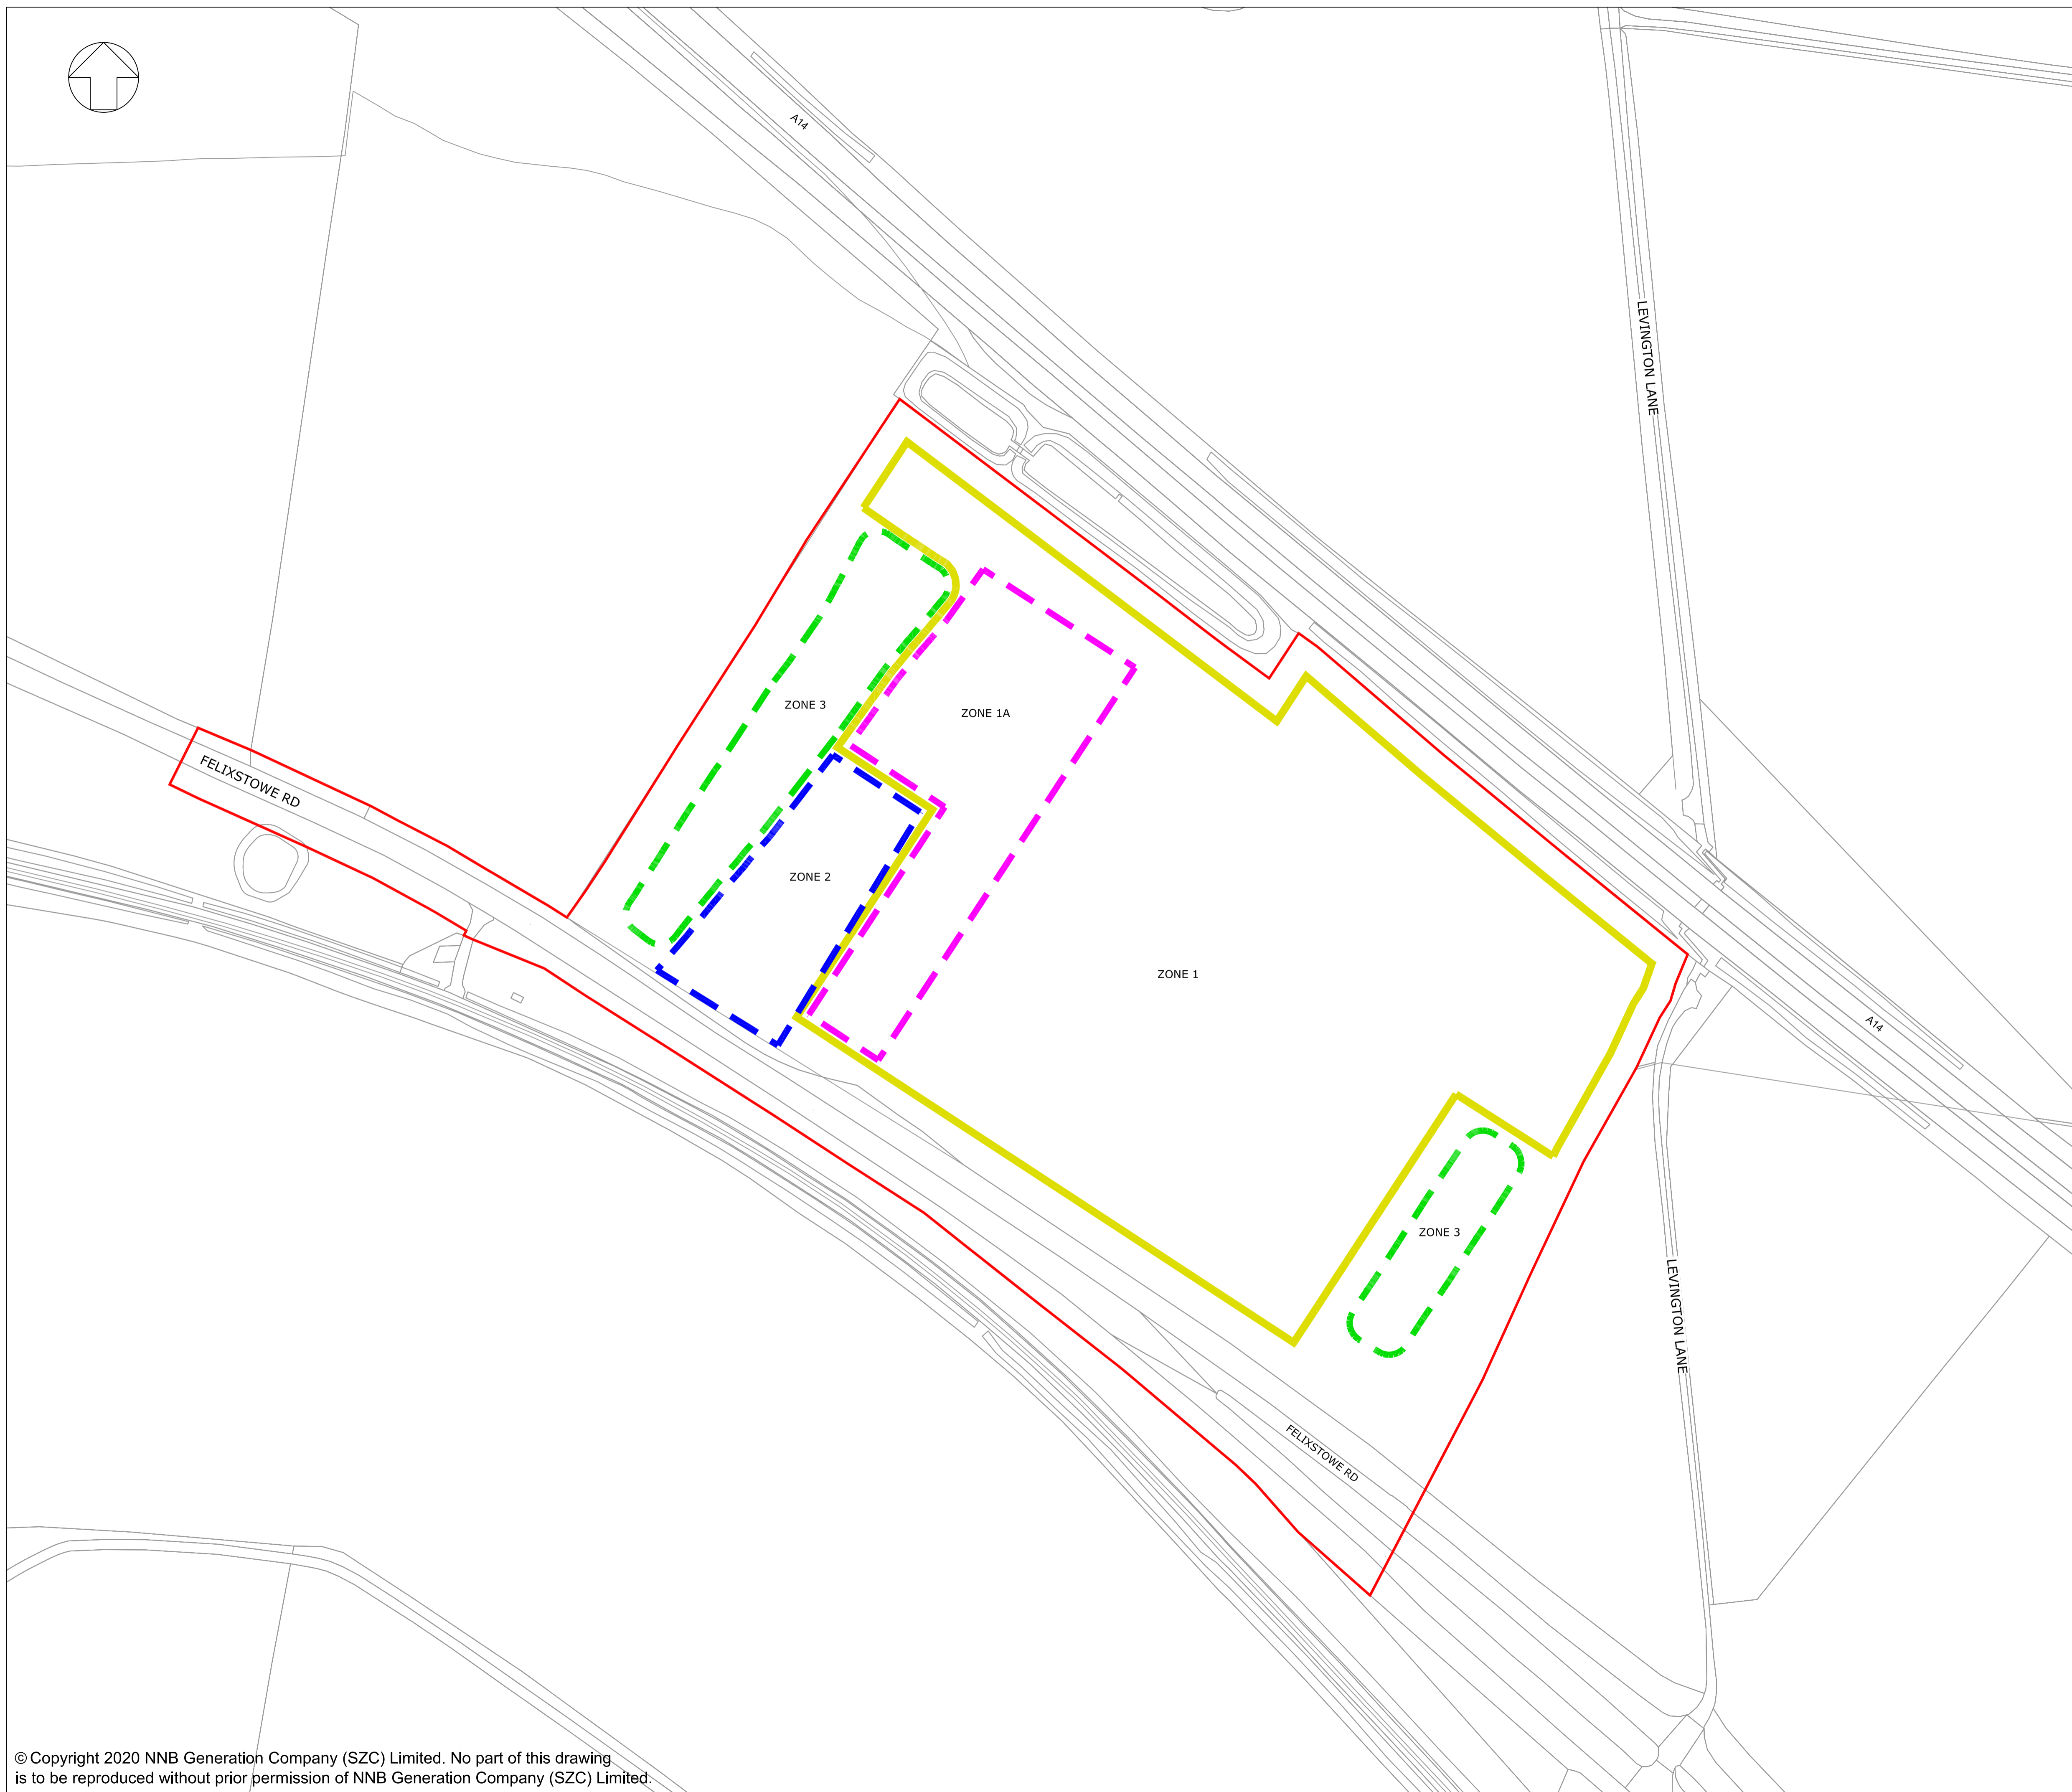 A14
LEVINGTON LANE
ZONE 3
ZONE 1A
FELIXSTOWE RD
ZONE 2
ZONE 1
A14
ZONE 3
LEVINGTON LANE
FELIXSTOWE RD
© Copyright 2020 NNB Generation Company (SZC) Limited. No part of this drawing
is to be reproduced without prior permission of NNB Generation Company (SZC) Limited.